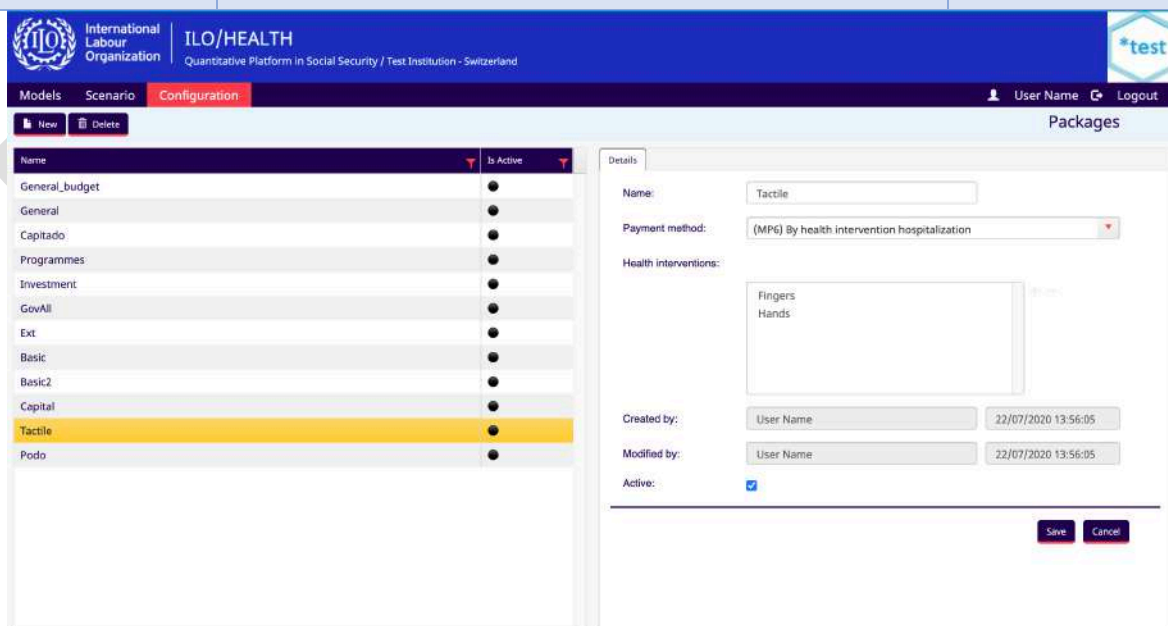 International
Labour
Organization
ILO/HEALTH
Quantitative Platform in Social Security / Test Institution - Switzerland
*test
Models Scenario Configuration User Name Logout
New Delete Packages
Name Is Active
General_budget
General
Capitado
Programmes
Investment
GovAll
Ext
Basic
Basic2
Capital
Tactile
Podo
Details
Name: Tactile
Payment method: (MP6) By health intervention hospitalization
Health interventions:
Fingers
Hands
Created by: User Name 22/07/2020 13:56:05
Modified by: User Name 22/07/2020 13:56:05
Active:
Save Cancel